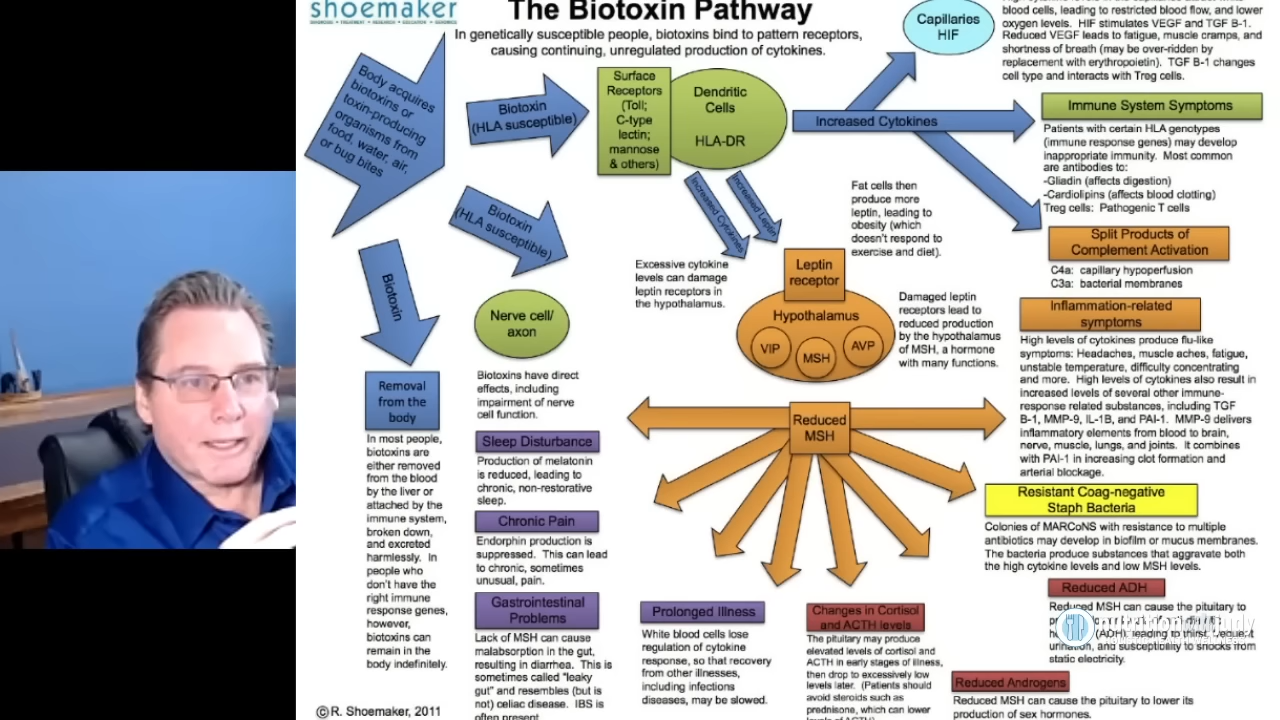 shoemaker
The Biotoxin Pathway
In genetically susceptible people, biotoxins bind to pattern receptors,
causing continuing, unregulated production of cytokines.
Body acquires
biotoxins or
toxin-producing
organisms from
food, water, air,
or bug bites
Biotoxin
(HLA susceptible)
Surface
Receptors
(Toll;
C-type
lectin;
mannose
& others)
Dendritic
Cells
HLA-DR
Increased Cytokines
Capillaries
HIF
blood cells, leading to restricted blood flow, and lower
oxygen levels. HIF stimulates VEGF and TGF B-1.
Reduced VEGF leads to fatigue, muscle cramps, and
shortness of breath (may be over-ridden by
replacement with erythropoietin). TGF B-1 changes
cell type and interacts with Treg cells.
Immune System Symptoms
Patients with certain HLA genotypes
(immune response genes) may develop
inappropriate immunity. Most common
are antibodies to:
-Gliadin (affects digestion)
-Cardiolipins (affects blood clotting)
Treg cells: Pathogenic T cells
Split Products of
Complement Activation
C4a: capillary hypoperfusion
C3a: bacterial membranes
Inflammation-related
symptoms
High levels of cytokines produce flu-like
symptoms: Headaches, muscle aches, fatigue,
unstable temperature, difficulty concentrating
and more. High levels of cytokines also result in
increased levels of several other immune-
response related substances, including TGF
B-1, MMP-9, IL-1B, and PAI-1. MMP-9 delivers
inflammatory elements from blood to brain,
nerve, muscle, lungs, and joints. It combines
with PAI-1 in increasing clot formation and
arterial blockage.
Biotoxin
(HLA susceptible)
Increased Cytokines
Increased Leptin
Fat cells then
produce more
leptin, leading to
obesity (which
doesn't respond to
exercise and diet).
Excessive cytokine
levels can damage
leptin receptors in
the hypothalamus.
Leptin
receptor
Hypothalamus
VIP
MSH
AVP
Damaged leptin
receptors lead to
reduced production
by the hypothalamus
of MSH, a hormone
with many functions.
Biotoxin
Nerve cell/
axon
Biotoxins have direct
effects, including
impairment of nerve
cell function.
Removal
from the
body
In most people,
biotoxins are
either removed
from the blood
by the liver or
attached by the
immune system,
broken down,
and excreted
harmlessly. In
people who
don't have the
right immune
response genes,
however,
biotoxins can
remain in the
body indefinitely.
Reduced
MSH
Sleep Disturbance
Production of melatonin
is reduced, leading to
chronic, non-restorative
sleep.
Chronic Pain
Endorphin production is
suppressed. This can lead
to chronic, sometimes
unusual, pain.
Gastrointestinal
Problems
Lack of MSH can cause
malabsorption in the gut,
resulting in diarrhea. This is
sometimes called "leaky
gut" and resembles (but is
not) celiac disease. IBS is
often present.
Prolonged Illness
White blood cells lose
regulation of cytokine
response, so that recovery
from other illnesses,
including infections
diseases, may be slowed.
Changes in Cortisol
and ACTH levels
The pituitary may produce
elevated levels of cortisol and
ACTH in early stages of illness,
then drop to excessively low
levels later. (Patients should
avoid steroids such as
prednisone, which can lower
levels of ACTH)
Resistant Coag-negative
Staph Bacteria
Colonies of MARCoNS with resistance to multiple
antibiotics may develop in biofilm or mucus membranes.
The bacteria produce substances that aggravate both
the high cytokine levels and low MSH levels.
Reduced ADH
Reduced MSH can cause the pituitary to
(ADH), leading to thirst, frequent
urination, and susceptibility to shocks from
static electricity.
Reduced Androgens
Reduced MSH can cause the pituitary to lower its
production of sex hormones.
© R. Shoemaker, 2011